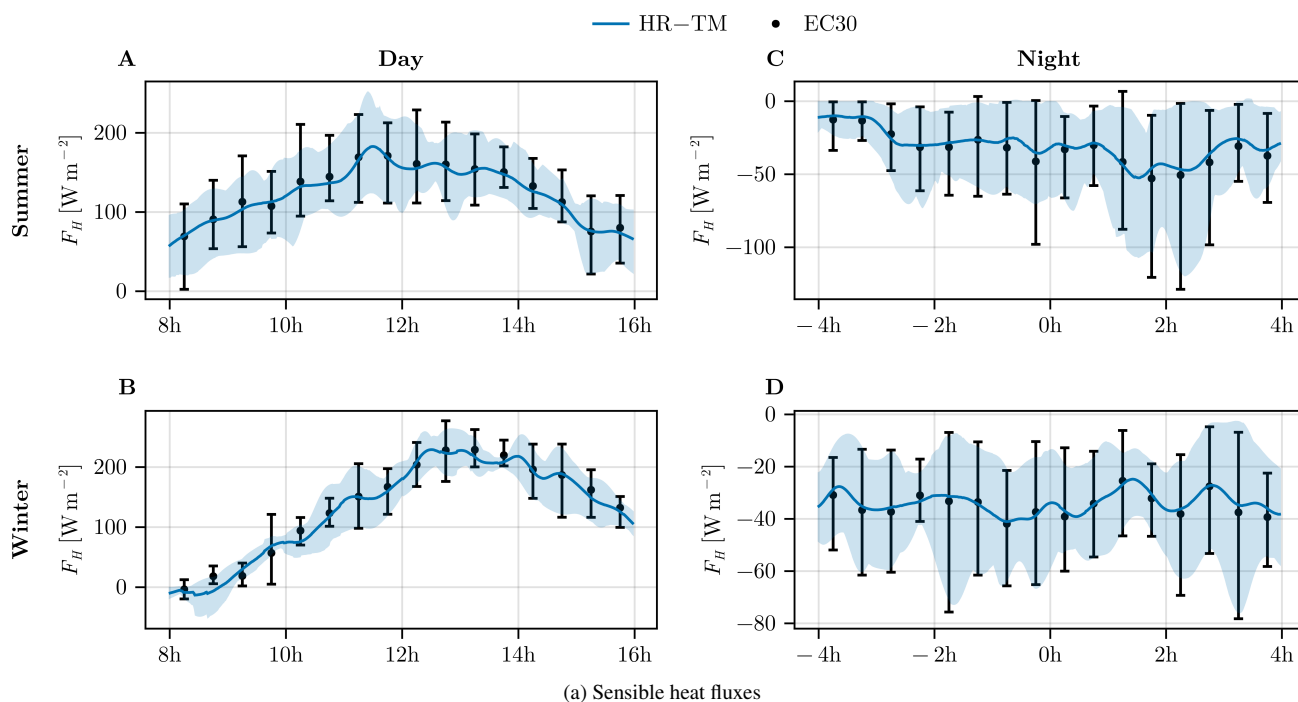 HR−TM EC30
A Day C Night
Summer
F_H [W m⁻²]
200
100
0
8h 10h 12h 14h 16h
F_H [W m⁻²]
0
−50
−100
−4h −2h 0h 2h 4h
B D
Winter
F_H [W m⁻²]
200
100
0
8h 10h 12h 14h 16h
F_H [W m⁻²]
0
−20
−40
−60
−80
−4h −2h 0h 2h 4h
(a) Sensible heat fluxes